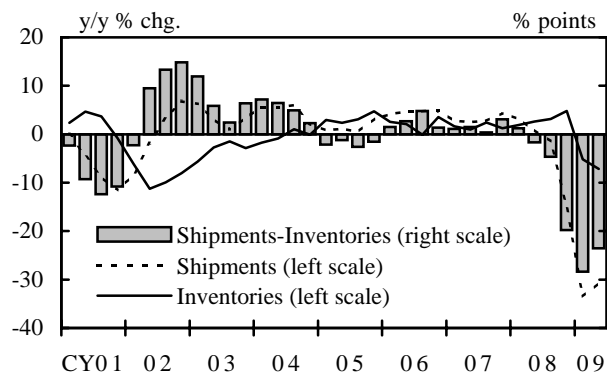 y/y % chg. % points
20
10
0
-10
-20
-30
-40
Shipments-Inventories (right scale)
Shipments (left scale)
Inventories (left scale)
CY01 02 03 04 05 06 07 08 09